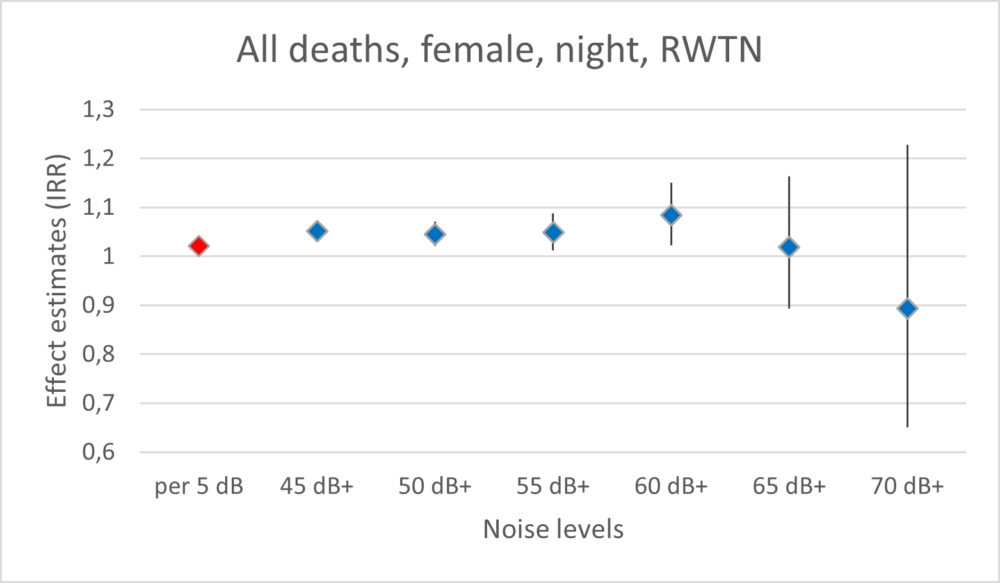 All deaths, female, night, RWTN
Effect estimates (IRR)
1,3
1,2
1,1
1
0,9
0,8
0,7
0,6
per 5 dB 45 dB+ 50 dB+ 55 dB+ 60 dB+ 65 dB+ 70 dB+
Noise levels